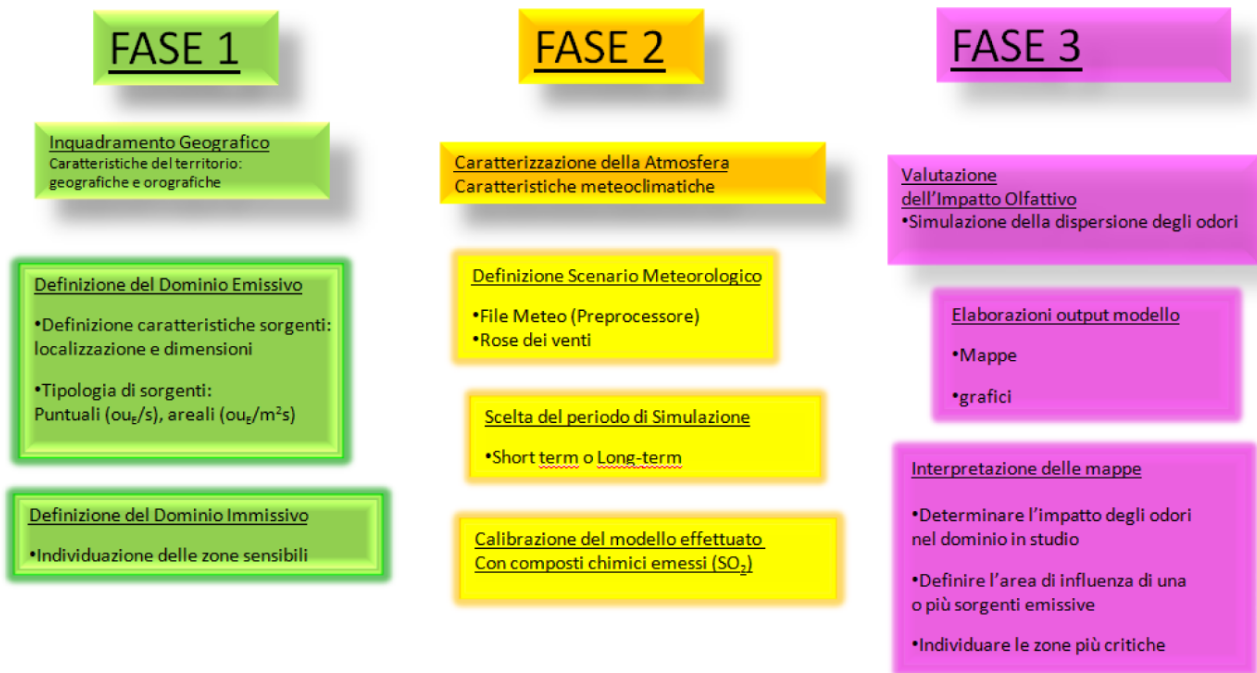 FASE 1
Inquadramento Geografico
Caratteristiche del territorio:
geografiche e orografiche
Definizione del Dominio Emissivo
•Definizione caratteristiche sorgenti:
localizzazione e dimensioni
•Tipologia di sorgenti:
Puntuali (ouE/s), areali (ouE/m²s)
Definizione del Dominio Immissivo
•Individuazione delle zone sensibili
FASE 2
Caratterizzazione della Atmosfera
Caratteristiche meteoclimatiche
Definizione Scenario Meteorologico
•File Meteo (Preprocessore)
•Rose dei venti
Scelta del periodo di Simulazione
•Short term o Long-term
Calibrazione del modello effettuato
Con composti chimici emessi (SO₂)
FASE 3
Valutazione
dell’Impatto Olfattivo
•Simulazione della dispersione degli odori
Elaborazioni output modello
•Mappe
•grafici
Interpretazione delle mappe
•Determinare l’impatto degli odori
nel dominio in studio
•Definire l’area di influenza di una
o più sorgenti emissive
•Individuare le zone più critiche